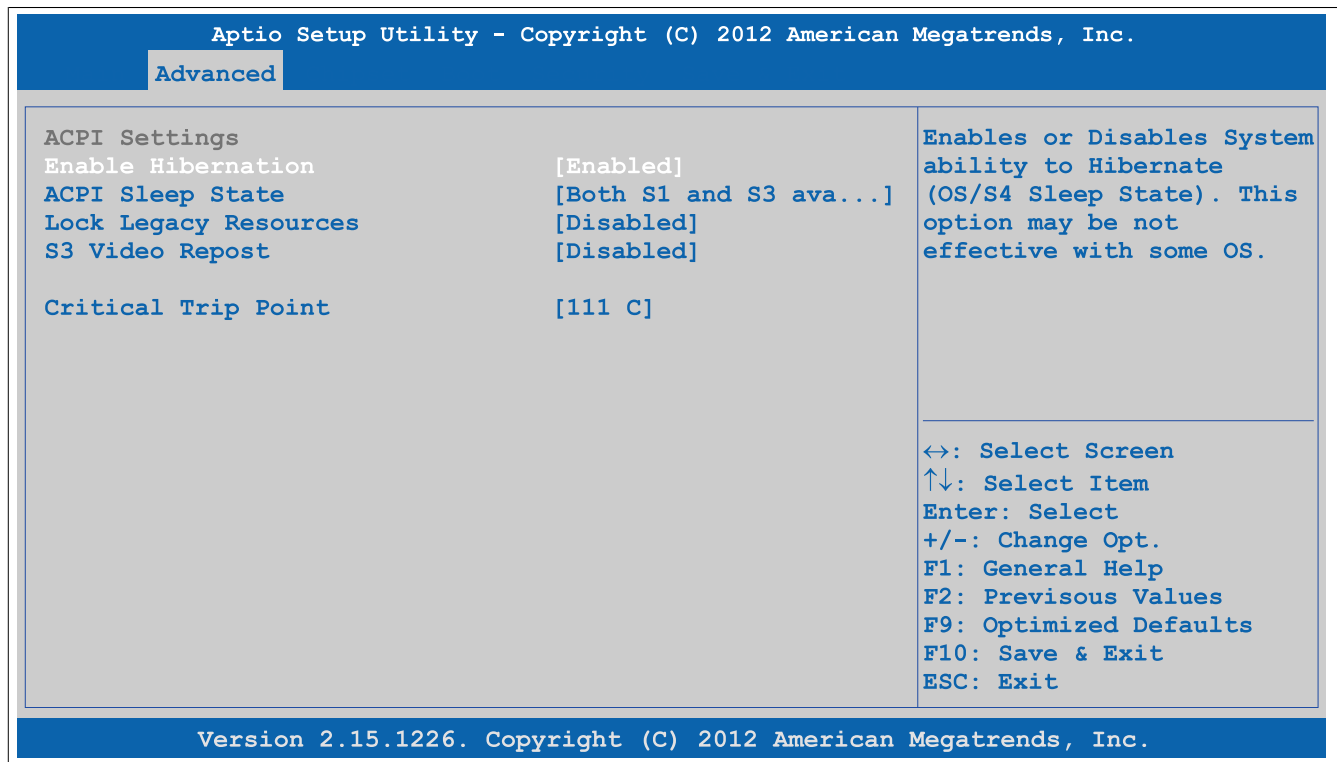 Aptio Setup Utility - Copyright (C) 2012 American Megatrends, Inc.
Advanced
ACPI Settings
Enable Hibernation [Enabled]
ACPI Sleep State [Both S1 and S3 ava...]
Lock Legacy Resources [Disabled]
S3 Video Repost [Disabled]
Critical Trip Point [111 C]
Enables or Disables System
ability to Hibernate
(OS/S4 Sleep State). This
option may be not
effective with some OS.
↔: Select Screen
↑↓: Select Item
Enter: Select
+/-: Change Opt.
F1: General Help
F2: Previsous Values
F9: Optimized Defaults
F10: Save & Exit
ESC: Exit
Version 2.15.1226. Copyright (C) 2012 American Megatrends, Inc.